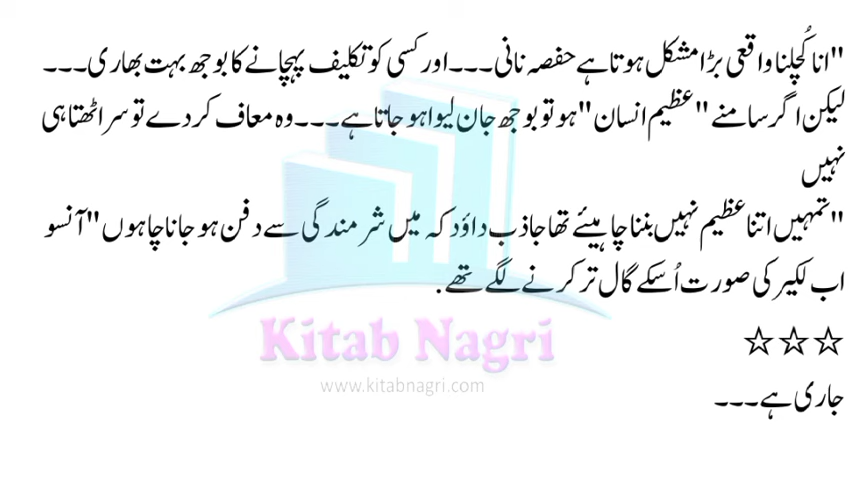 "انا کُچلنا واقعی بڑا مشکل ہوتا ہے حفصہ نانی۔۔۔اور کسی کو تکلیف پہچانے کا بوجھ بہت بھاری۔۔۔
لیکن اگر سامنے "عظیم انسان" ہو تو بوجھ جان لیوا ہو جاتا ہے۔۔۔وہ معاف کر دے تو سر اٹھتا ہی
نہیں
"تمہیں اتنا عظیم نہیں بننا چاہیئے تھا جاذب داؤد کہ میں شرمندگی سے دفن ہو جانا چاہوں" آنسو
اب لکیر کی صورت اُسکے گال تر کرنے لگے تھے.
Kitab Nagri
☆☆☆
www.kitabnagri.com
جاری ہے۔۔۔